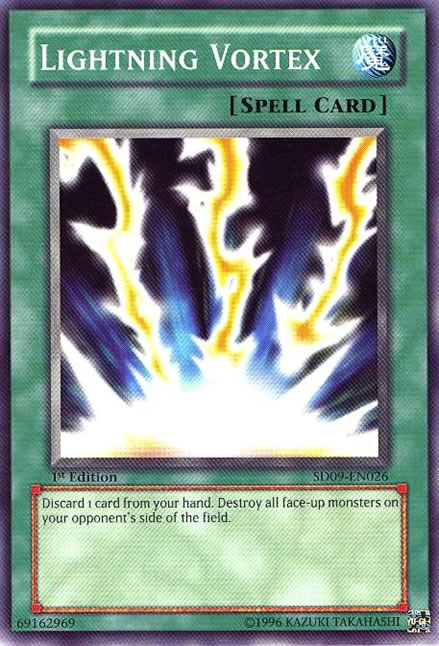 LIGHTNING VORTEX
SPELL
魔
[SPELL CARD]
1st Edition
SD09-EN026
Discard 1 card from your hand. Destroy all face-up monsters on
your opponent's side of the field.
69162969
©1996 KAZUKI TAKAHASHI